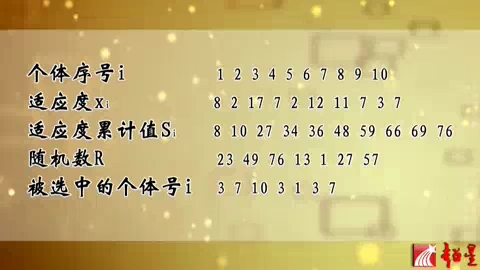 个体序号i 1 2 3 4 5 6 7 8 9 10
适应度xi 8 2 17 7 2 12 11 7 3 7
适应度累计值Si 8 10 27 34 36 48 59 66 69 76
随机数R 23 49 76 13 1 27 57
被选中的个体号i 3 7 10 3 1 3 7
超星